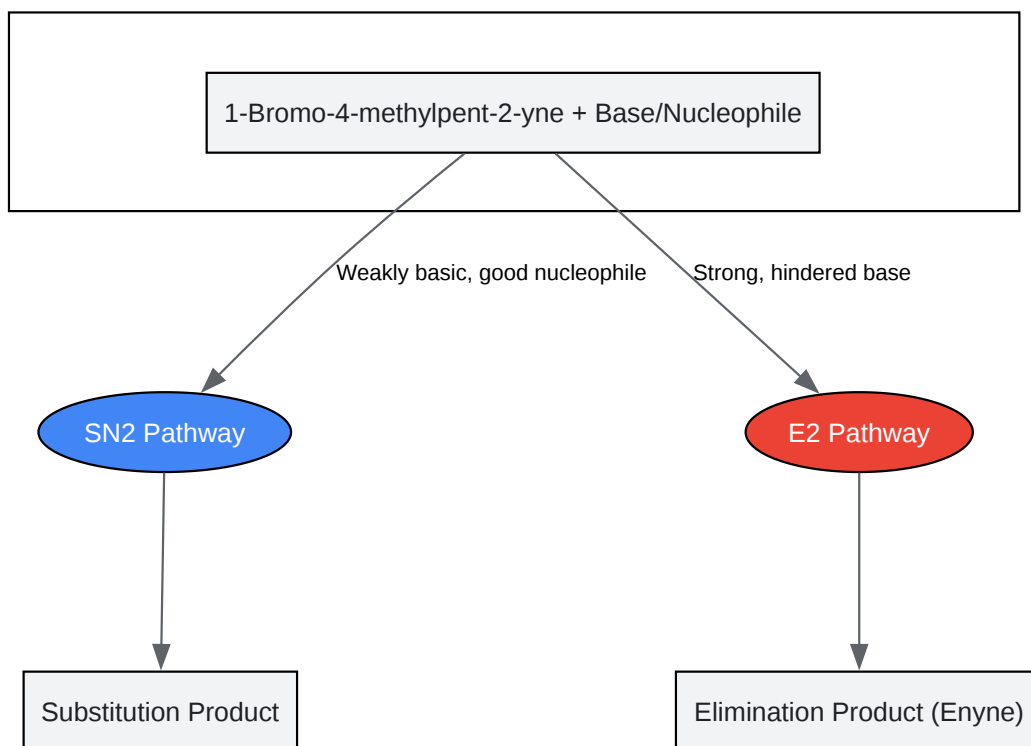 1-Bromo-4-methylpent-2-yne + Base/Nucleophile
Weakly basic, good nucleophile
Strong, hindered base
SN2 Pathway
E2 Pathway
Substitution Product
Elimination Product (Enyne)